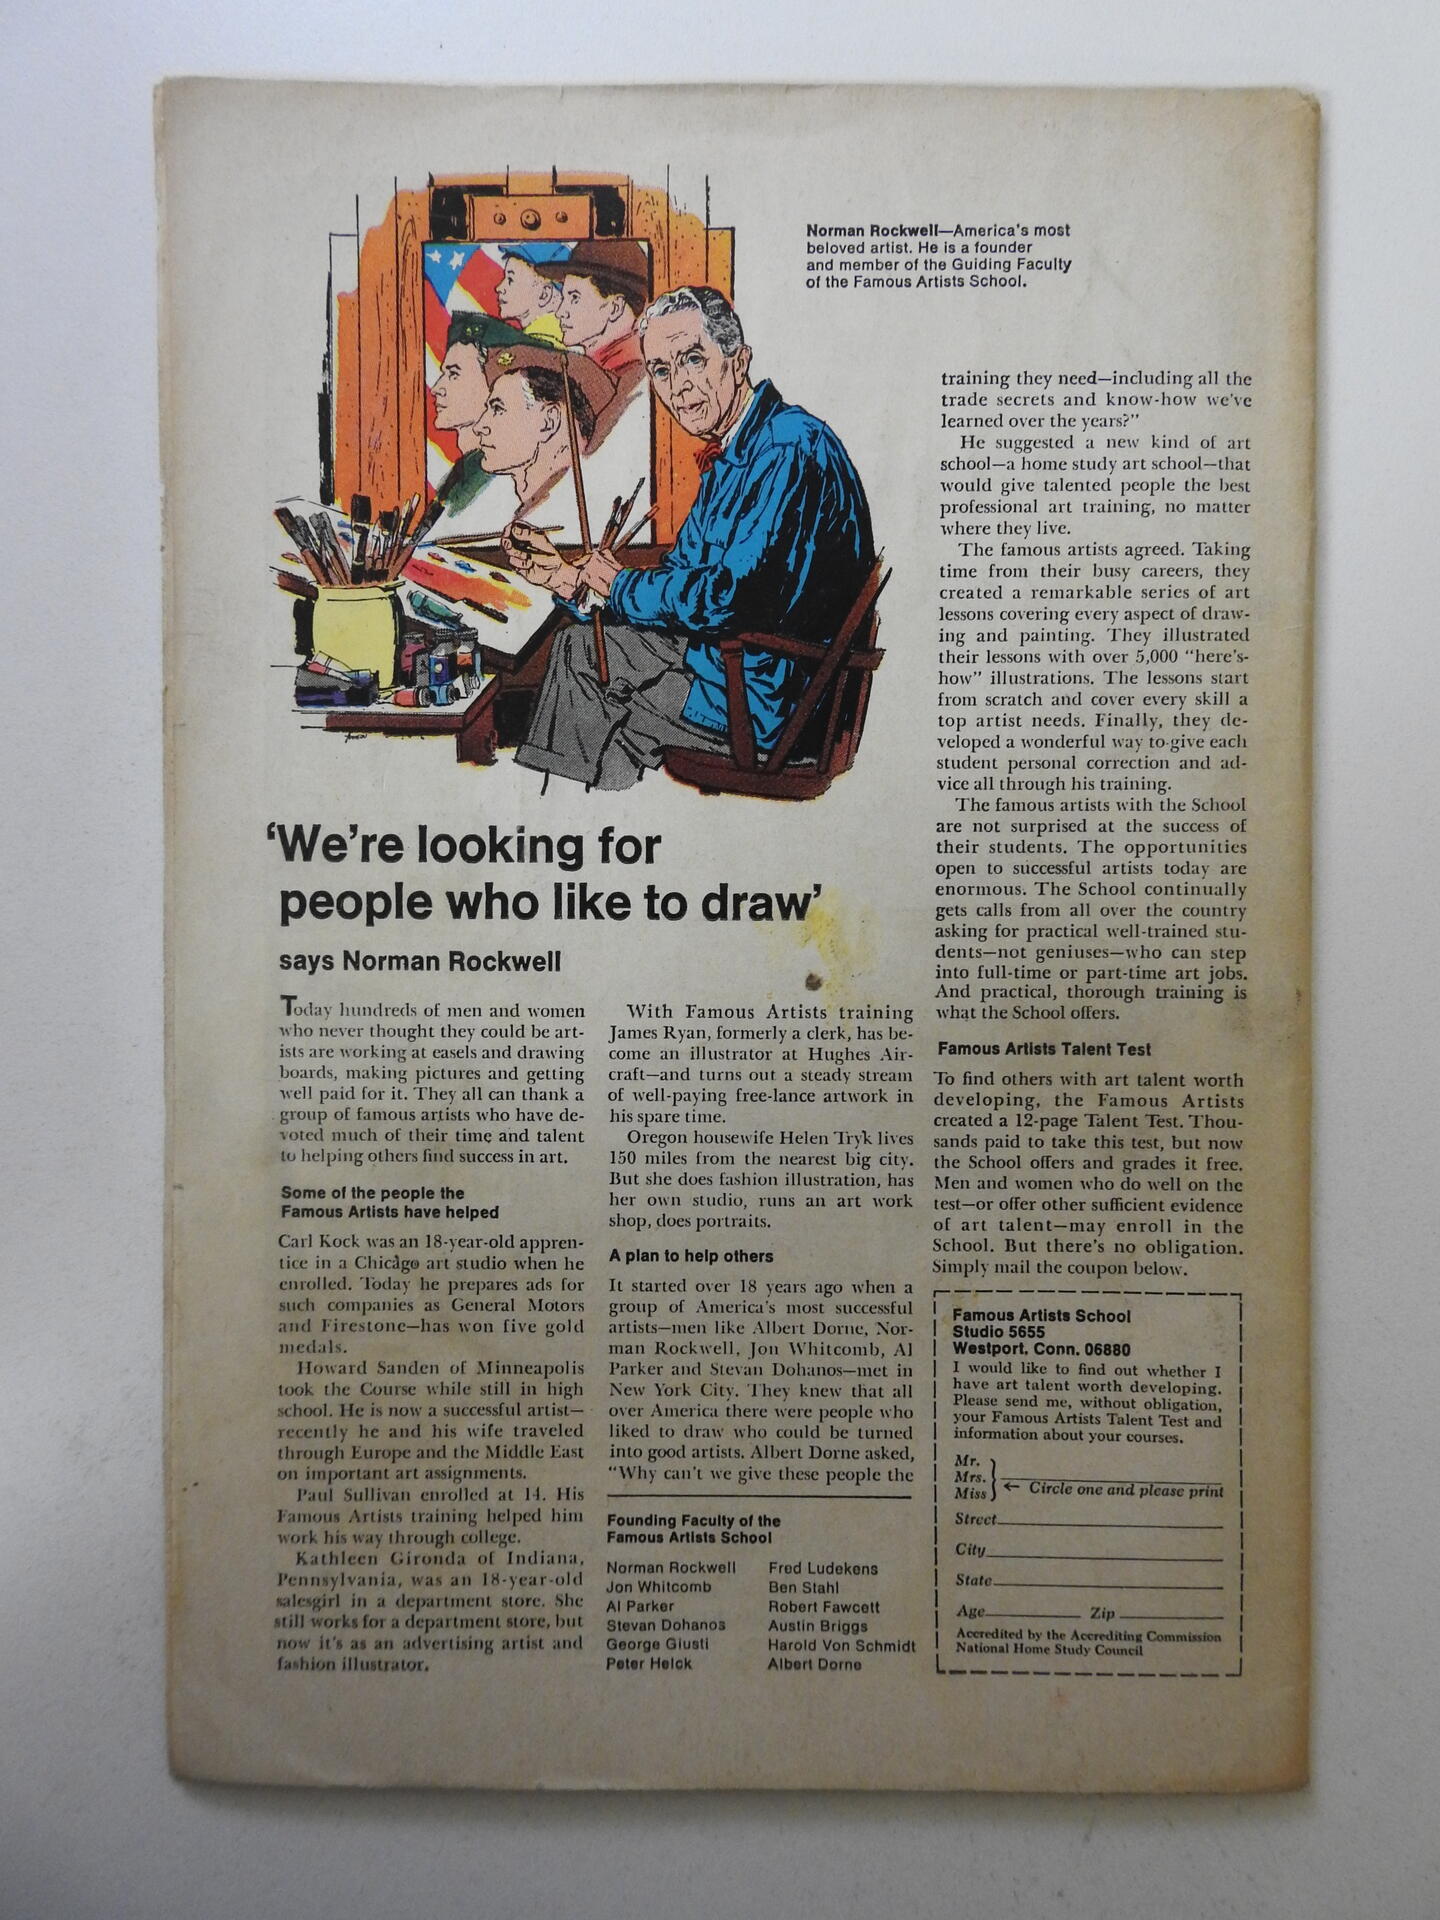 Norman Rockwell—America's most
beloved artist. He is a founder
and member of the Guiding Faculty
of the Famous Artists School.
'We're looking for
people who like to draw'
says Norman Rockwell
Today hundreds of men and women
who never thought they could be art-
ists are working at easels and drawing
boards, making pictures and getting
well paid for it. They all can thank a
group of famous artists who have de-
voted much of their time and talent
to helping others find success in art.
Some of the people the
Famous Artists have helped
Carl Kock was an 18-year-old appren-
tice in a Chicago art studio when he
enrolled. Today he prepares ads for
such companies as General Motors
and Firestone—has won five gold
medals.
Howard Sanden of Minneapolis
took the Course while still in high
school. He is now a successful artist—
recently he and his wife traveled
through Europe and the Middle East
on important art assignments.
Paul Sullivan enrolled at 14. His
Famous Artists training helped him
work his way through college.
Kathleen Gironda of Indiana,
Pennsylvania, was an 18-year-old
salesgirl in a department store. She
still works for a department store, but
now it's as an advertising artist and
fashion illustrator.
With Famous Artists training
James Ryan, formerly a clerk, has be-
come an illustrator at Hughes Air-
craft—and turns out a steady stream
of well-paying free-lance artwork in
his spare time.
Oregon housewife Helen Tryk lives
150 miles from the nearest big city.
But she does fashion illustration, has
her own studio, runs an art work
shop, does portraits.
A plan to help others
It started over 18 years ago when a
group of America's most successful
artists—men like Albert Dorne, Nor-
man Rockwell, Jon Whitcomb, Al
Parker and Stevan Dohanos—met in
New York City. They knew that all
over America there were people who
liked to draw who could be turned
into good artists. Albert Dorne asked,
"Why can't we give these people the
training they need—including all the
trade secrets and know-how we've
learned over the years?"
He suggested a new kind of art
school—a home study art school—that
would give talented people the best
professional art training, no matter
where they live.
The famous artists agreed. Taking
time from their busy careers, they
created a remarkable series of art
lessons covering every aspect of draw-
ing and painting. They illustrated
their lessons with over 5,000 "here's-
how" illustrations. The lessons start
from scratch and cover every skill a
top artist needs. Finally, they de-
veloped a wonderful way to give each
student personal correction and ad-
vice all through his training.
The famous artists with the School
are not surprised at the success of
their students. The opportunities
open to successful artists today are
enormous. The School continually
gets calls from all over the country
asking for practical well-trained stu-
dents—not geniuses—who can step
into full-time or part-time art jobs.
And practical, thorough training is
what the School offers.
Famous Artists Talent Test
To find others with art talent worth
developing, the Famous Artists
created a 12-page Talent Test. Thou-
sands paid to take this test, but now
the School offers and grades it free.
Men and women who do well on the
test—or offer other sufficient evidence
of art talent—may enroll in the
School. But there's no obligation.
Simply mail the coupon below.
Founding Faculty of the
Famous Artists School
Norman Rockwell
Jon Whitcomb
Al Parker
Stevan Dohanos
George Giusti
Peter Helck
Fred Ludekens
Ben Stahl
Robert Fawcett
Austin Briggs
Harold Von Schmidt
Albert Dorne
Famous Artists School
Studio 5655
Westport, Conn. 06880
I would like to find out whether I
have art talent worth developing.
Please send me, without obligation,
your Famous Artists Talent Test and
information about your courses.
Mr.
Mrs.
Miss ← Circle one and please print
Street
City
State
Age Zip
Accredited by the Accrediting Commission
National Home Study Council